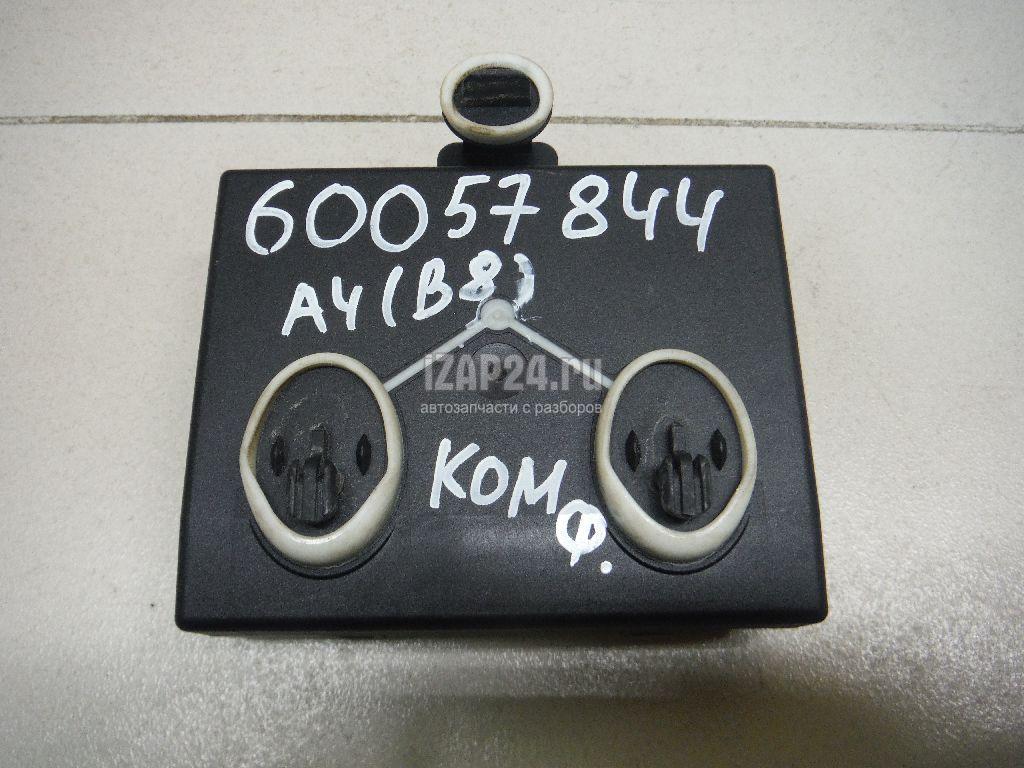 60057844
A4(B8)
iZAP24.ru
автозапчасти с разборов
КОМФ.